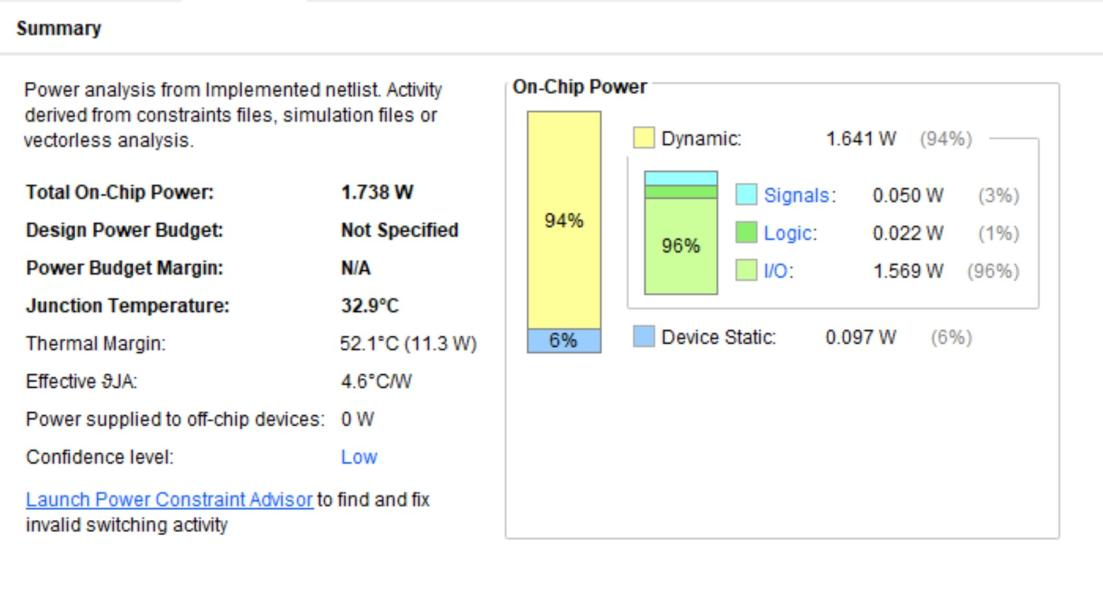 Summary
Power analysis from Implemented netlist. Activity
derived from constraints files, simulation files or
vectorless analysis.
Total On-Chip Power: 1.738 W
Design Power Budget: Not Specified
Power Budget Margin: N/A
Junction Temperature: 32.9°C
Thermal Margin: 52.1°C (11.3 W)
Effective ϑJA: 4.6°C/W
Power supplied to off-chip devices: 0 W
Confidence level: Low
Launch Power Constraint Advisor to find and fix
invalid switching activity
On-Chip Power
94%
6%
Dynamic: 1.641 W (94%)
96%
Signals: 0.050 W (3%)
Logic: 0.022 W (1%)
I/O: 1.569 W (96%)
Device Static: 0.097 W (6%)